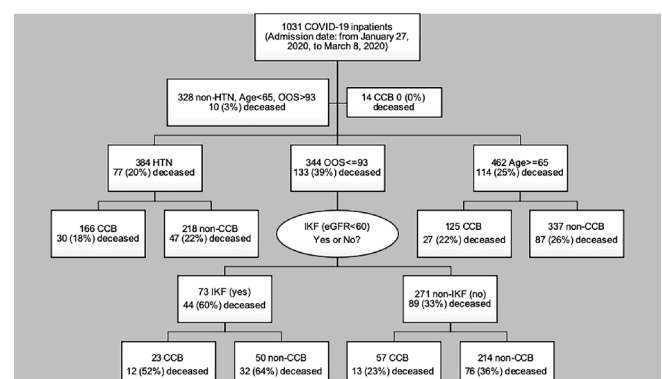 1031 COVID-19 inpatients
(Admission date: from January 27,
2020, to March 8, 2020)
328 non-HTN, Age<65, OOS>93
10 (3%) deceased
14 CCB 0 (0%)
deceased
384 HTN
77 (20%) deceased
344 OOS<=93
133 (39%) deceased
462 Age>=65
114 (25%) deceased
166 CCB
30 (18%) deceased
218 non-CCB
47 (22%) deceased
IKF (eGFR<60)
Yes or No?
125 CCB
27 (22%) deceased
337 non-CCB
87 (26%) deceased
73 IKF (yes)
44 (60%) deceased
271 non-IKF (no)
89 (33%) deceased
23 CCB
12 (52%) deceased
50 non-CCB
32 (64%) deceased
57 CCB
13 (23%) deceased
214 non-CCB
76 (36%) deceased